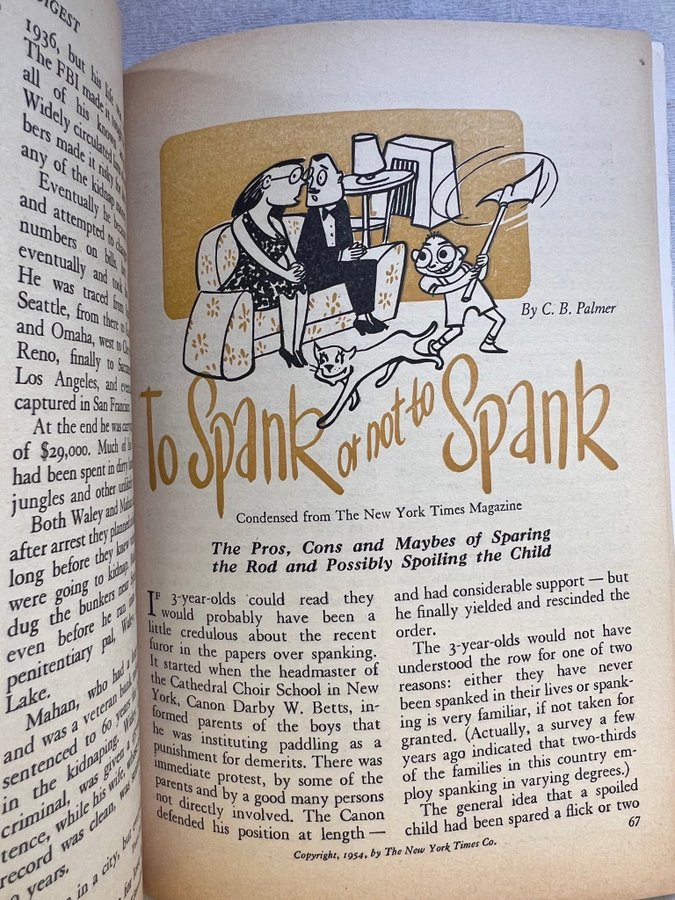 DIGEST
1936, but his life
The FBI made it
all of his known
Widely circulated
bers made it risky for
any of the kidnap
Eventually he
and attempted to
numbers on bills,
eventually and took
He was traced from
Seattle, from there to
and Omaha, west to
Reno, finally to
Los Angeles, and
captured in San Francisco
At the end he was
of $29,000. Much of
had been spent in
jungles and other
Both Waley and Mahan
after arrest they planned
long before they knew
were going to kidnap.
dug the bunkers near
even before he ran into
penitentiary pal,
Lake.
Mahan, who had a
and was a veteran bank
sentenced to 60 years
in the kidnaping.
criminal, was given a
tence, while his wife,
record was clean, was
years.
in a city, but
By C. B. Palmer
To Spank or not to Spank
Condensed from The New York Times Magazine
The Pros, Cons and Maybes of Sparing
the Rod and Possibly Spoiling the Child
IF 3-year-olds could read they
would probably have been a
little credulous about the recent
furor in the papers over spanking.
It started when the headmaster of
the Cathedral Choir School in New
York, Canon Darby W. Betts, in-
formed parents of the boys that
he was instituting paddling as a
punishment for demerits. There was
immediate protest, by some of the
parents and by a good many persons
not directly involved. The Canon
defended his position at length —
and had considerable support — but
he finally yielded and rescinded the
order.
The 3-year-olds would not have
understood the row for one of two
reasons: either they have never
been spanked in their lives or spank-
ing is very familiar, if not taken for
granted. (Actually, a survey a few
years ago indicated that two-thirds
of the families in this country em-
ploy spanking in varying degrees.)
The general idea that a spoiled
child had been spared a flick or two
67
Copyright, 1954, by The New York Times Co.